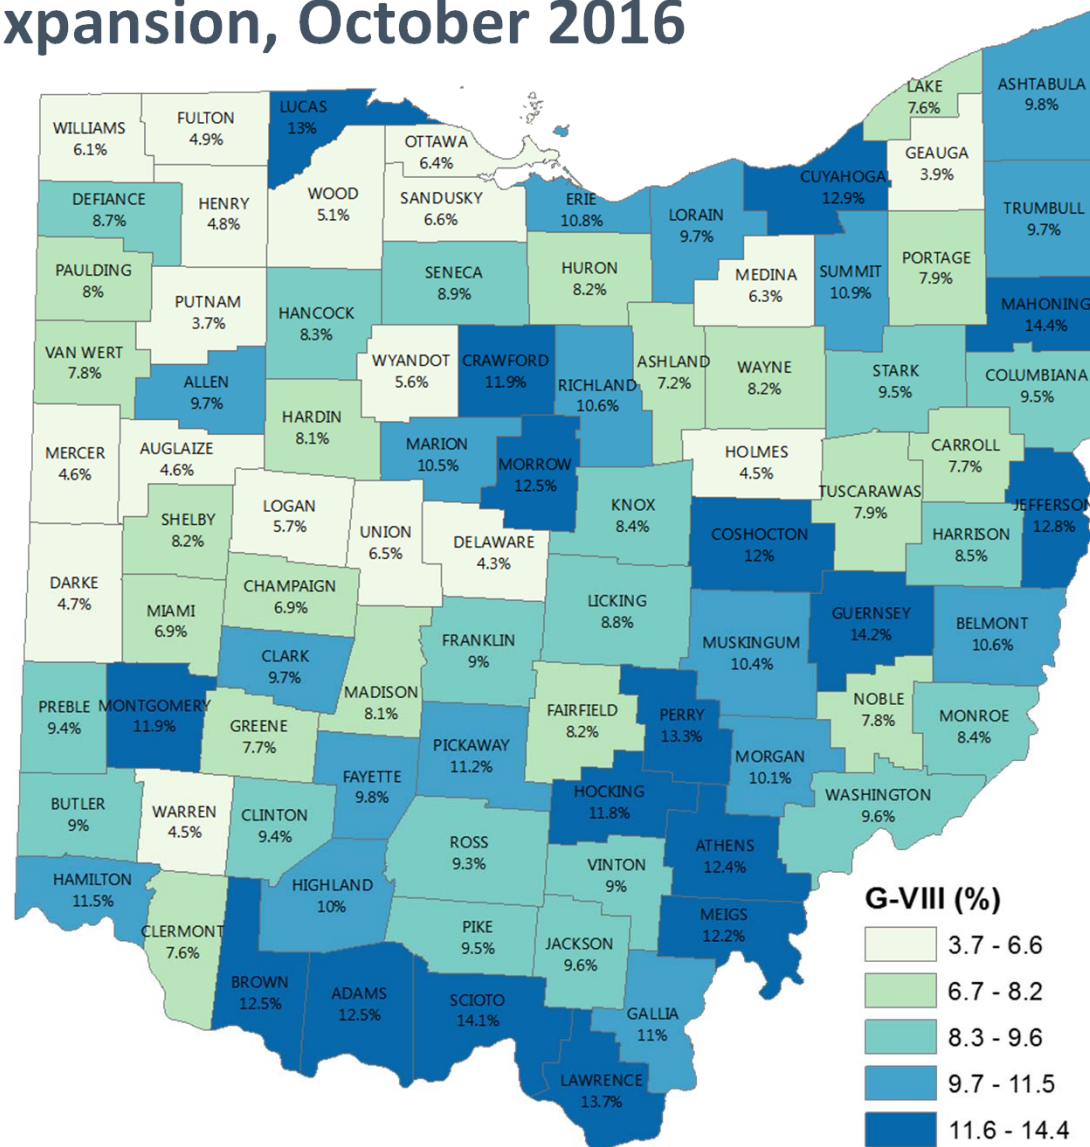 xpansion, October 2016
WILLIAMS
6.1%
FULTON
4.9%
LUCAS
13%
OTTAWA
6.4%
LAKE
7.6%
ASHTABULA
9.8%
GEAUGA
3.9%
CUYAHOGA
12.9%
DEFIANCE
8.7%
HENRY
4.8%
WOOD
5.1%
SANDUSKY
6.6%
ERIE
10.8%
LORAIN
9.7%
TRUMBULL
9.7%
PAULDING
8%
PUTNAM
3.7%
HANCOCK
8.3%
SENECA
8.9%
HURON
8.2%
MEDINA
6.3%
SUMMIT
10.9%
PORTAGE
7.9%
MAHONING
14.4%
VAN WERT
7.8%
ALLEN
9.7%
HARDIN
8.1%
WYANDOT
5.6%
CRAWFORD
11.9%
RICHLAND
10.6%
ASHLAND
7.2%
WAYNE
8.2%
STARK
9.5%
COLUMBIANA
9.5%
MERCER
4.6%
AUGLAIZE
4.6%
MARION
10.5%
MORROW
12.5%
HOLMES
4.5%
CARROLL
7.7%
TUSCARAWAS
7.9%
JEFFERSON
12.8%
SHELBY
8.2%
LOGAN
5.7%
UNION
6.5%
DELAWARE
4.3%
KNOX
8.4%
COSHOCTON
12%
HARRISON
8.5%
DARKE
4.7%
MIAMI
6.9%
CHAMPAIGN
6.9%
LICKING
8.8%
GUERNSEY
14.2%
BELMONT
10.6%
CLARK
9.7%
FRANKLIN
9%
MUSKINGUM
10.4%
PREBLE
9.4%
MONTGOMERY
11.9%
GREENE
7.7%
MADISON
8.1%
FAIRFIELD
8.2%
PERRY
13.3%
NOBLE
7.8%
MONROE
8.4%
PICKAWAY
11.2%
MORGAN
10.1%
FAYETTE
9.8%
HOCKING
11.8%
WASHINGTON
9.6%
BUTLER
9%
WARREN
4.5%
CLINTON
9.4%
ROSS
9.3%
VINTON
9%
ATHENS
12.4%
HAMILTON
11.5%
HIGHLAND
10%
CLERMONT
7.6%
PIKE
9.5%
JACKSON
9.6%
MEIGS
12.2%
BROWN
12.5%
ADAMS
12.5%
SCIOTO
14.1%
GALLIA
11%
LAWRENCE
13.7%
G-VIII (%)
3.7 - 6.6
6.7 - 8.2
8.3 - 9.6
9.7 - 11.5
11.6 - 14.4